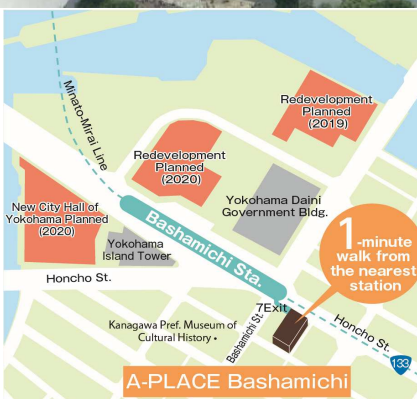 Minato-Mirai Line
Redevelopment
Planned
(2019)
Redevelopment
Planned
(2020)
New City Hall of
Yokohama Planned
(2020)
Yokohama Daini
Government Bldg.
Bashamichi Sta.
Yokohama
Island Tower
1-minute
walk from
the nearest
station
Honcho St.
7Exit
Kanagawa Pref. Museum of
Cultural History •
Bashamichi St.
Honcho St.
133
A-PLACE Bashamichi